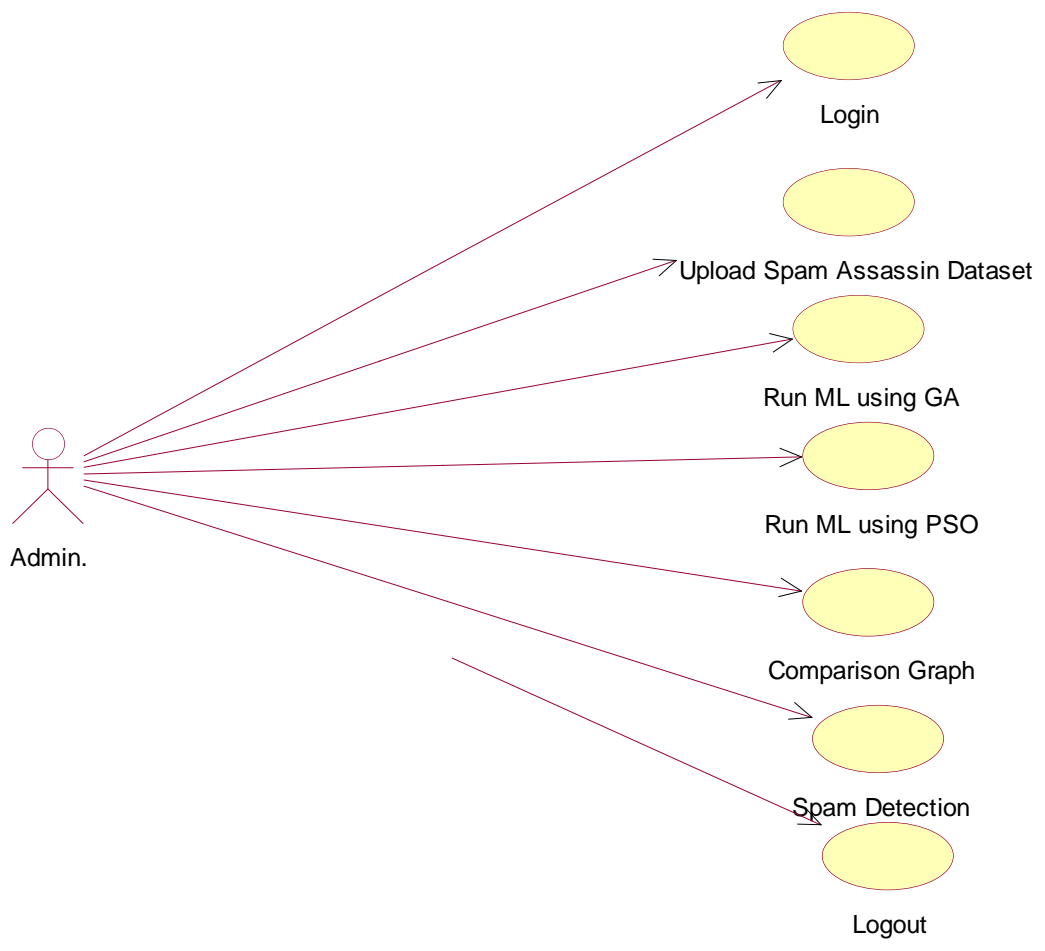 Login
Upload Spam Assassin Dataset
Run ML using GA
Run ML using PSO
Admin.
Comparison Graph
Spam Detection
Logout